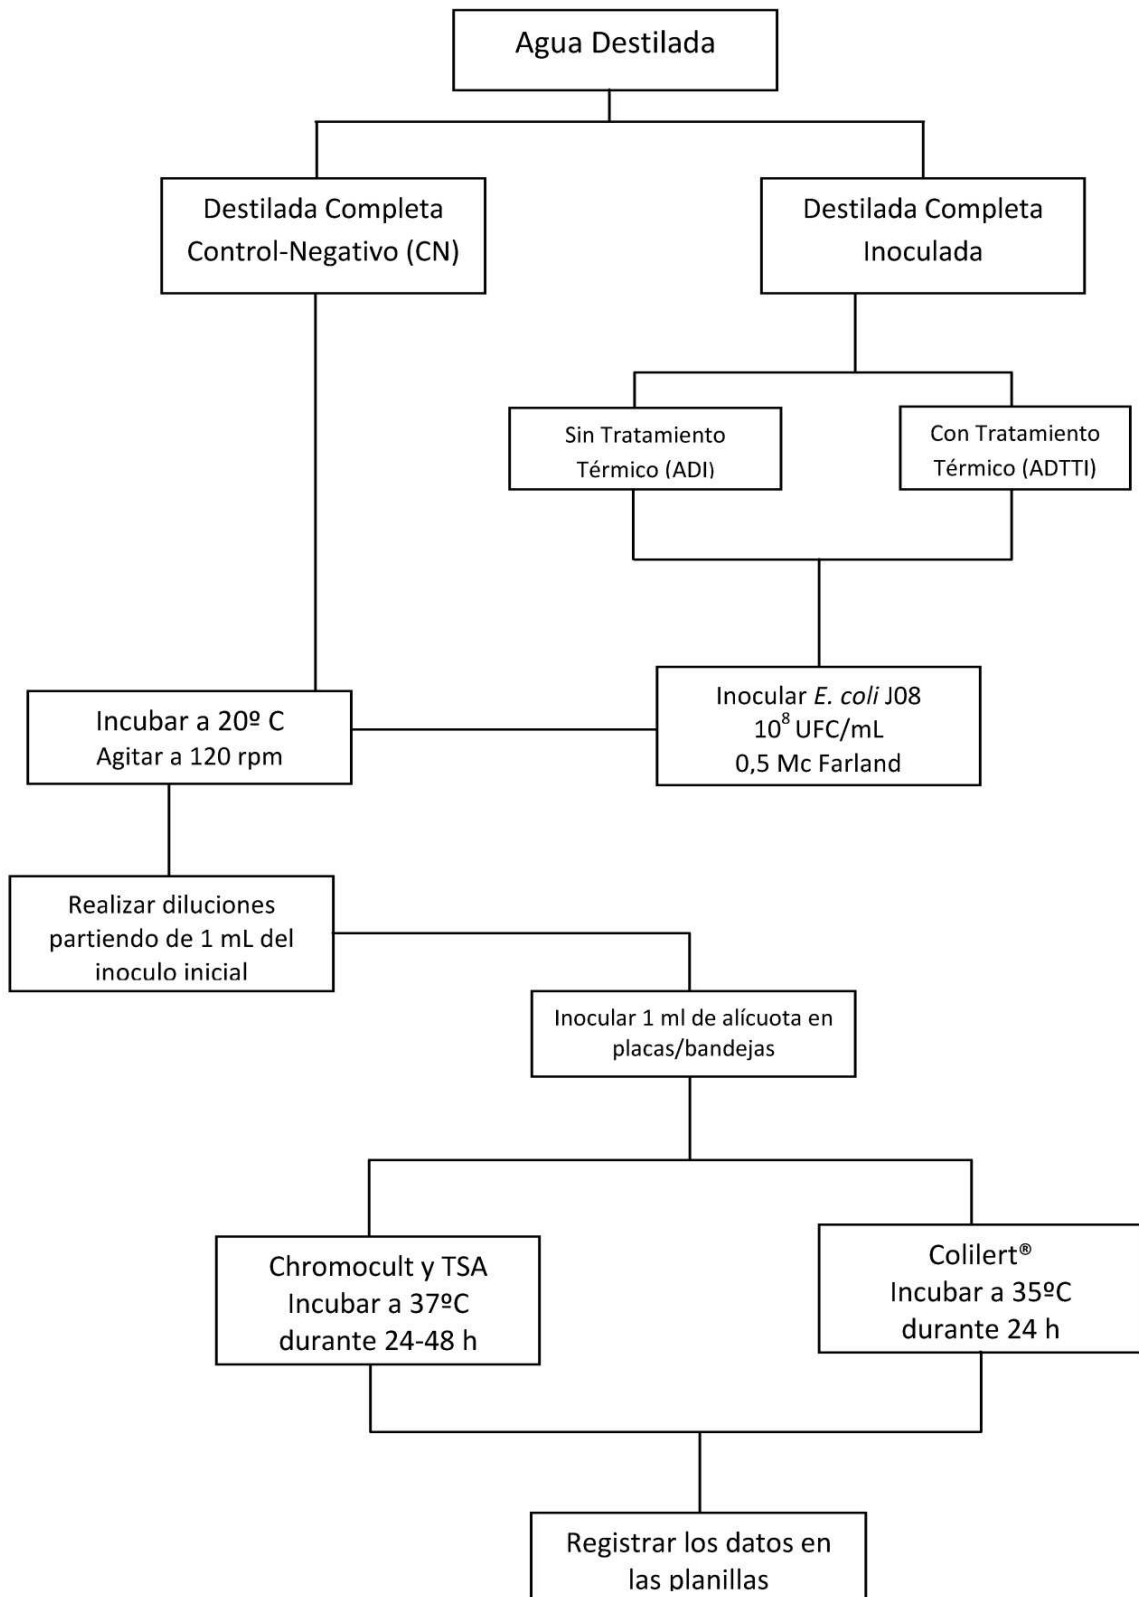 Agua Destilada
Destilada Completa
Control-Negativo (CN)
Destilada Completa
Inoculada
Sin Tratamiento
Térmico (ADI)
Con Tratamiento
Térmico (ADTTI)
Inocular E. coli J08
10⁸ UFC/mL
0,5 Mc Farland
Incubar a 20º C
Agitar a 120 rpm
Realizar diluciones
partiendo de 1 mL del
inoculo inicial
Inocular 1 ml de alícuota en
placas/bandejas
Chromocult y TSA
Incubar a 37ºC
durante 24-48 h
Colilert®
Incubar a 35ºC
durante 24 h
Registrar los datos en
las planillas